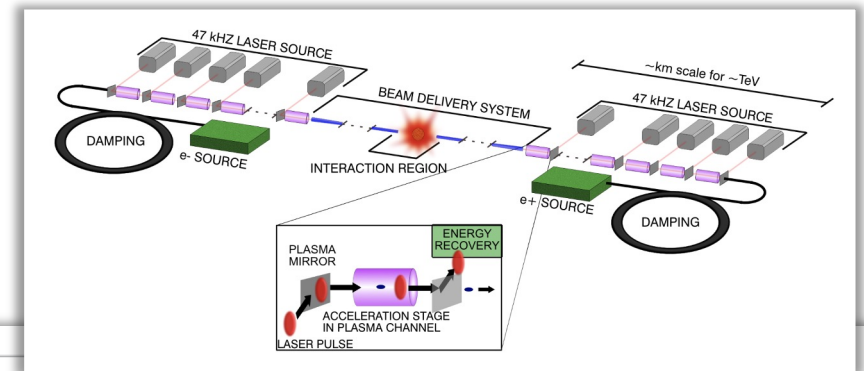 47 kHZ LASER SOURCE
~km scale for ~TeV
BEAM DELIVERY SYSTEM
47 kHZ LASER SOURCE
DAMPING
e- SOURCE
INTERACTION REGION
e+ SOURCE
DAMPING
ENERGY
RECOVERY
PLASMA
MIRROR
ACCELERATION STAGE
IN PLASMA CHANNEL
LASER PULSE